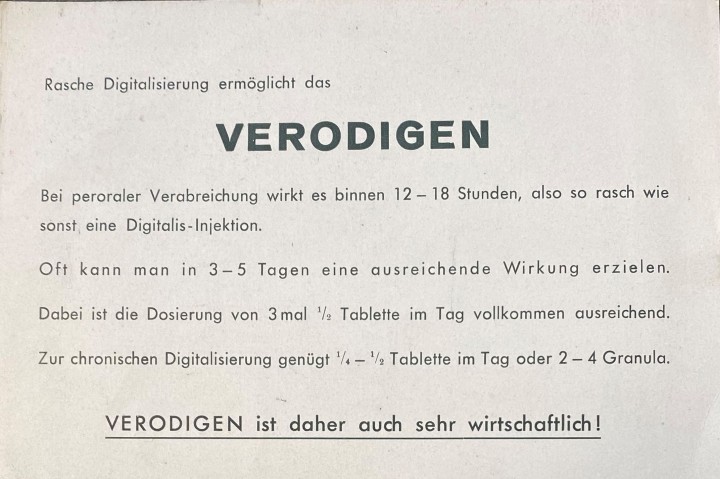 Rasche Digitalisierung ermöglicht das
VERODIGEN
Bei peroraler Verabreichung wirkt es binnen 12 – 18 Stunden, also so rasch wie
sonst eine Digitalis-Injektion.
Oft kann man in 3 – 5 Tagen eine ausreichende Wirkung erzielen.
Dabei ist die Dosierung von 3 mal ½ Tablette im Tag vollkommen ausreichend.
Zur chronischen Digitalisierung genügt ¼ – ½ Tablette im Tag oder 2 – 4 Granula.
VERODIGEN ist daher auch sehr wirtschaftlich!